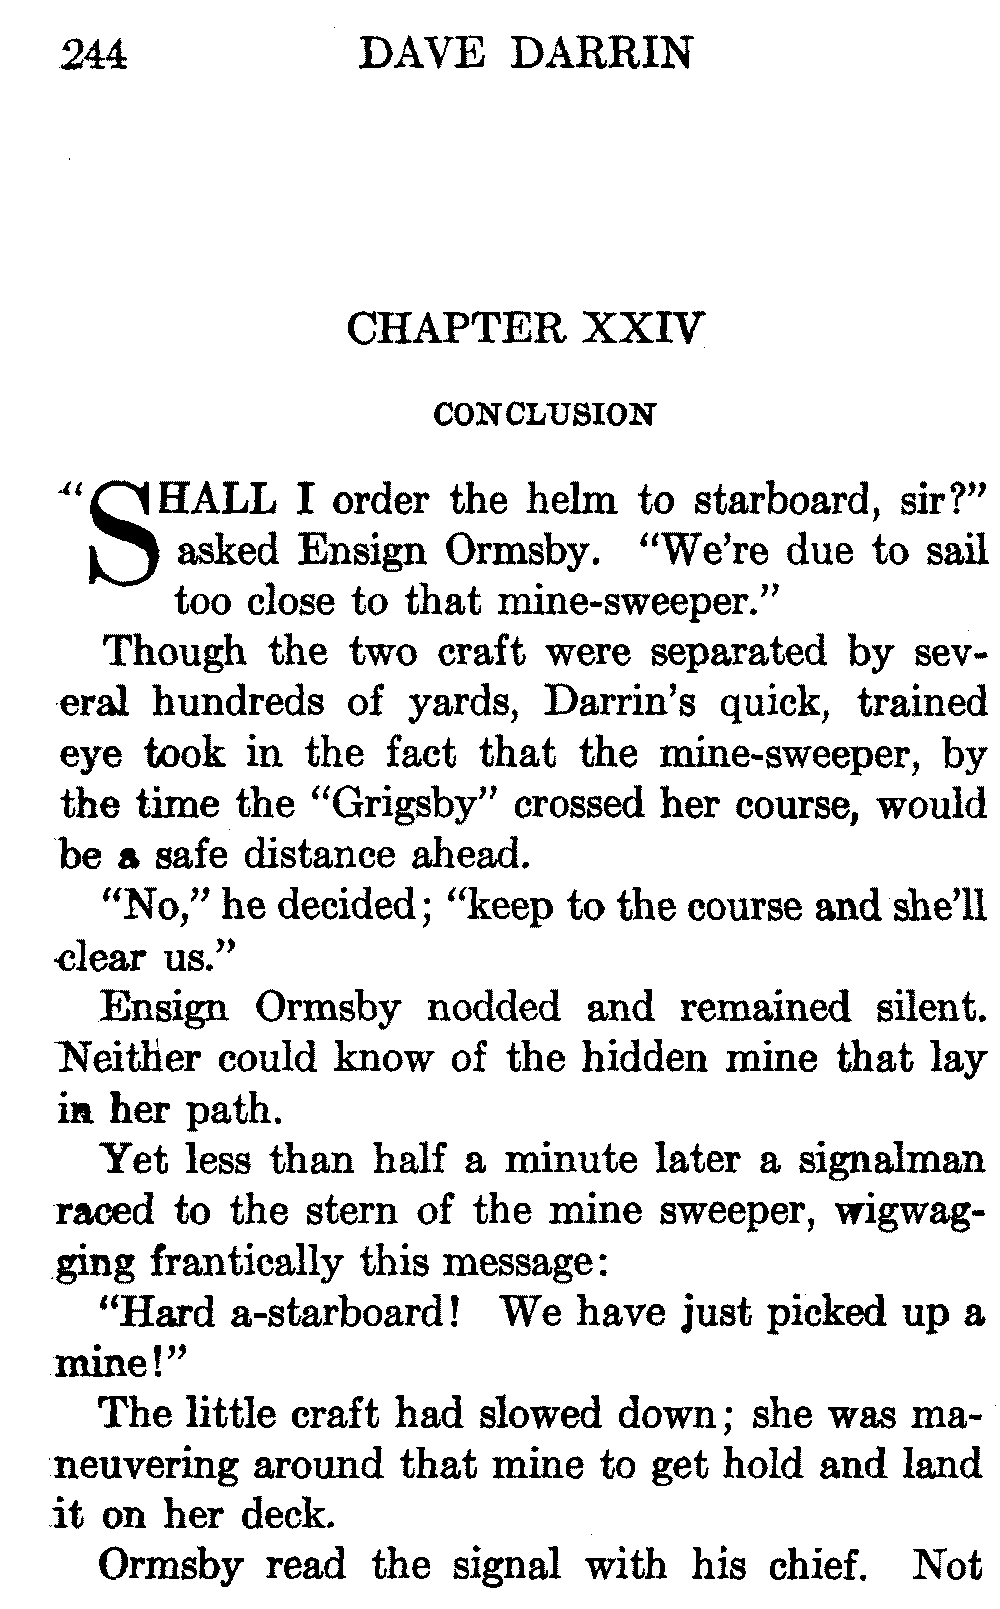 244 DAVE DARRIN
CHAPTER XXIV
CONCLUSION
“SHALL I order the helm to starboard, sir?”
asked Ensign Ormsby. “We're due to sail
too close to that mine-sweeper.”
Though the two craft were separated by sev-
eral hundreds of yards, Darrin's quick, trained
eye took in the fact that the mine-sweeper, by
the time the “Grigsby” crossed her course, would
be a safe distance ahead.
“No,” he decided; “keep to the course and she'll
clear us.”
Ensign Ormsby nodded and remained silent.
Neither could know of the hidden mine that lay
in her path.
Yet less than half a minute later a signalman
raced to the stern of the mine sweeper, wigwag-
ging frantically this message:
“Hard a-starboard! We have just picked up a
mine!”
The little craft had slowed down; she was ma-
neuvering around that mine to get hold and land
it on her deck.
Ormsby read the signal with his chief. Not